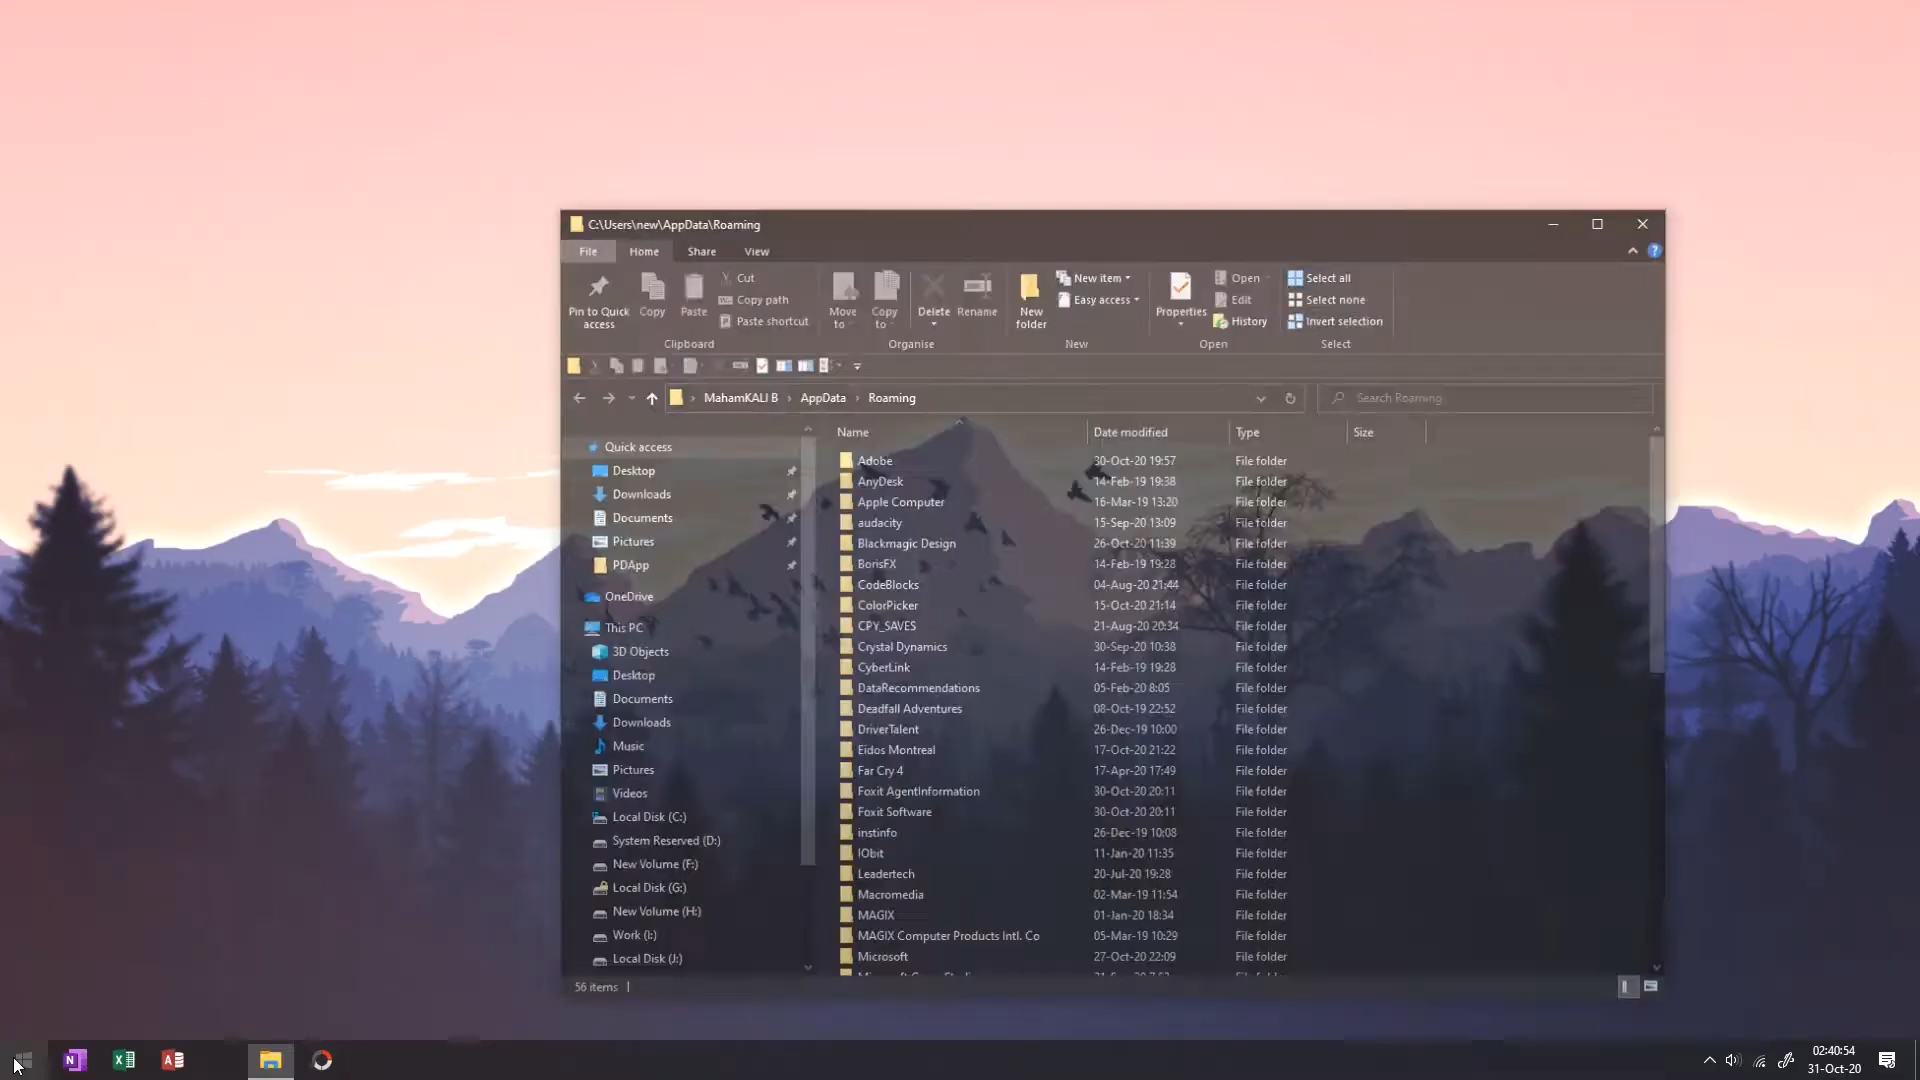 C:\Users\new\AppData\Roaming
File Home Share View
Pin to Quick access
Copy
Paste
Cut
Copy path
Paste shortcut
Clipboard
Move to
Copy to
Delete
Rename
Organise
New folder
New item
Easy access
New
Properties
Open
Edit
History
Open
Select all
Select none
Invert selection
Select
MahamKALI B › AppData › Roaming
Search Roaming
Quick access
Desktop
Downloads
Documents
Pictures
PDApp
OneDrive
This PC
3D Objects
Desktop
Documents
Downloads
Music
Pictures
Videos
Local Disk (C:)
System Reserved (D:)
New Volume (F:)
Local Disk (G:)
New Volume (H:)
Work (I:)
Local Disk (J:)
Name Date modified Type Size
Adobe 30-Oct-20 19:57 File folder
AnyDesk 14-Feb-19 19:38 File folder
Apple Computer 16-Mar-19 13:20 File folder
audacity 15-Sep-20 13:09 File folder
Blackmagic Design 26-Oct-20 11:39 File folder
BorisFX 14-Feb-19 19:28 File folder
CodeBlocks 04-Aug-20 21:44 File folder
ColorPicker 15-Oct-20 21:14 File folder
CPY_SAVES 21-Aug-20 20:34 File folder
Crystal Dynamics 30-Sep-20 10:38 File folder
CyberLink 14-Feb-19 19:28 File folder
DataRecommendations 05-Feb-20 8:05 File folder
Deadfall Adventures 08-Oct-19 22:52 File folder
DriverTalent 26-Dec-19 10:00 File folder
Eidos Montreal 17-Oct-20 21:22 File folder
Far Cry 4 17-Apr-20 17:49 File folder
Foxit AgentInformation 30-Oct-20 20:11 File folder
Foxit Software 30-Oct-20 20:11 File folder
instinfo 26-Dec-19 10:08 File folder
IObit 11-Jan-20 11:35 File folder
Leadertech 20-Jul-20 19:28 File folder
Macromedia 02-Mar-19 11:54 File folder
MAGIX 01-Jan-20 18:34 File folder
MAGIX Computer Products Intl. Co 05-Mar-19 10:29 File folder
Microsoft 27-Oct-20 22:09 File folder
56 items
02:40:54
31-Oct-20